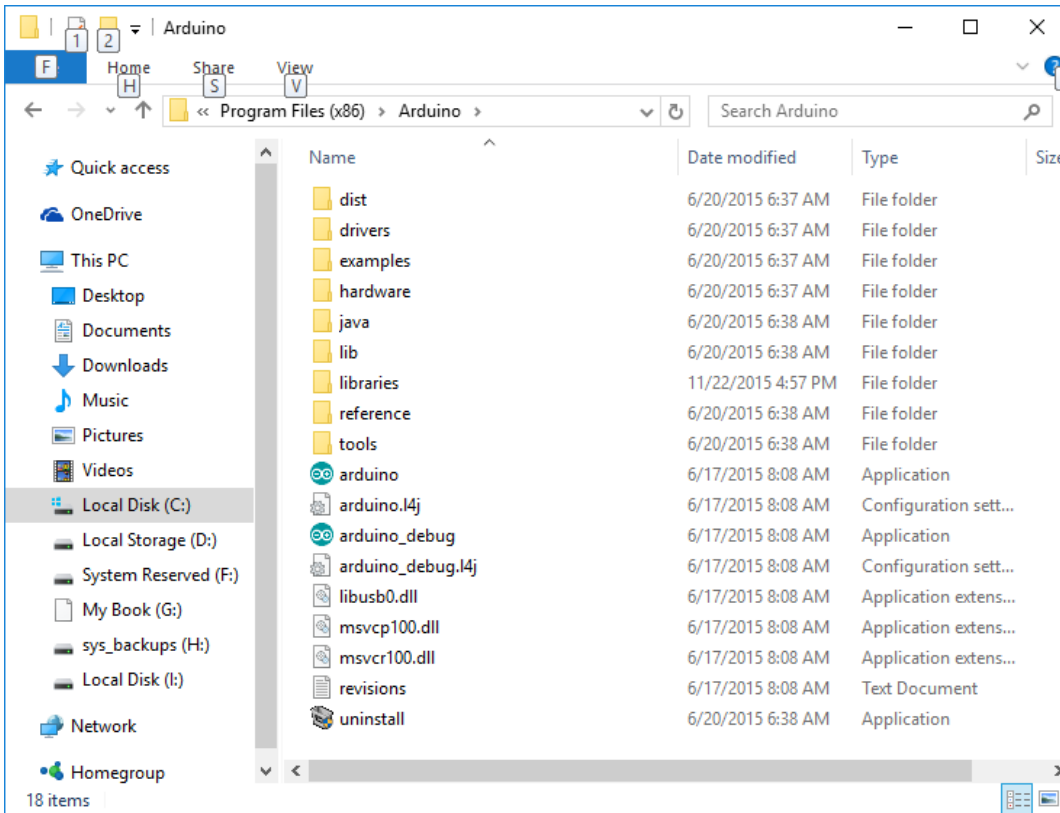 Arduino
1
2
F
Home
Share
View
H
S
V
« Program Files (x86) > Arduino >
Search Arduino
Quick access
OneDrive
This PC
Desktop
Documents
Downloads
Music
Pictures
Videos
Local Disk (C:)
Local Storage (D:)
System Reserved (F:)
My Book (G:)
sys_backups (H:)
Local Disk (I:)
Network
Homegroup
Name Date modified Type Size
dist 6/20/2015 6:37 AM File folder
drivers 6/20/2015 6:37 AM File folder
examples 6/20/2015 6:37 AM File folder
hardware 6/20/2015 6:37 AM File folder
java 6/20/2015 6:38 AM File folder
lib 6/20/2015 6:38 AM File folder
libraries 11/22/2015 4:57 PM File folder
reference 6/20/2015 6:38 AM File folder
tools 6/20/2015 6:38 AM File folder
arduino 6/17/2015 8:08 AM Application
arduino.l4j 6/17/2015 8:08 AM Configuration sett...
arduino_debug 6/17/2015 8:08 AM Application
arduino_debug.l4j 6/17/2015 8:08 AM Configuration sett...
libusb0.dll 6/17/2015 8:08 AM Application extens...
msvcp100.dll 6/17/2015 8:08 AM Application extens...
msvcr100.dll 6/17/2015 8:08 AM Application extens...
revisions 6/17/2015 8:08 AM Text Document
uninstall 6/20/2015 6:38 AM Application
18 items